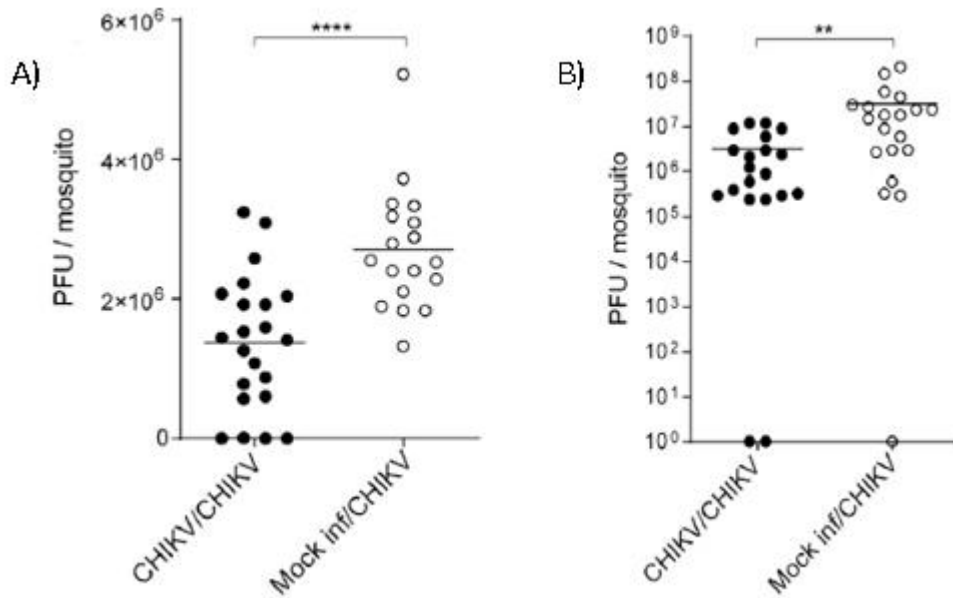 A)
PFU / mosquito
6×10⁶
4×10⁶
2×10⁶
0
****
CHIKV/CHIKV
Mock inf/CHIKV
B)
PFU / mosquito
10⁹
10⁸
10⁷
10⁶
10⁵
10⁴
10³
10²
10¹
10⁰
**
CHIKV/CHIKV
Mock inf/CHIKV